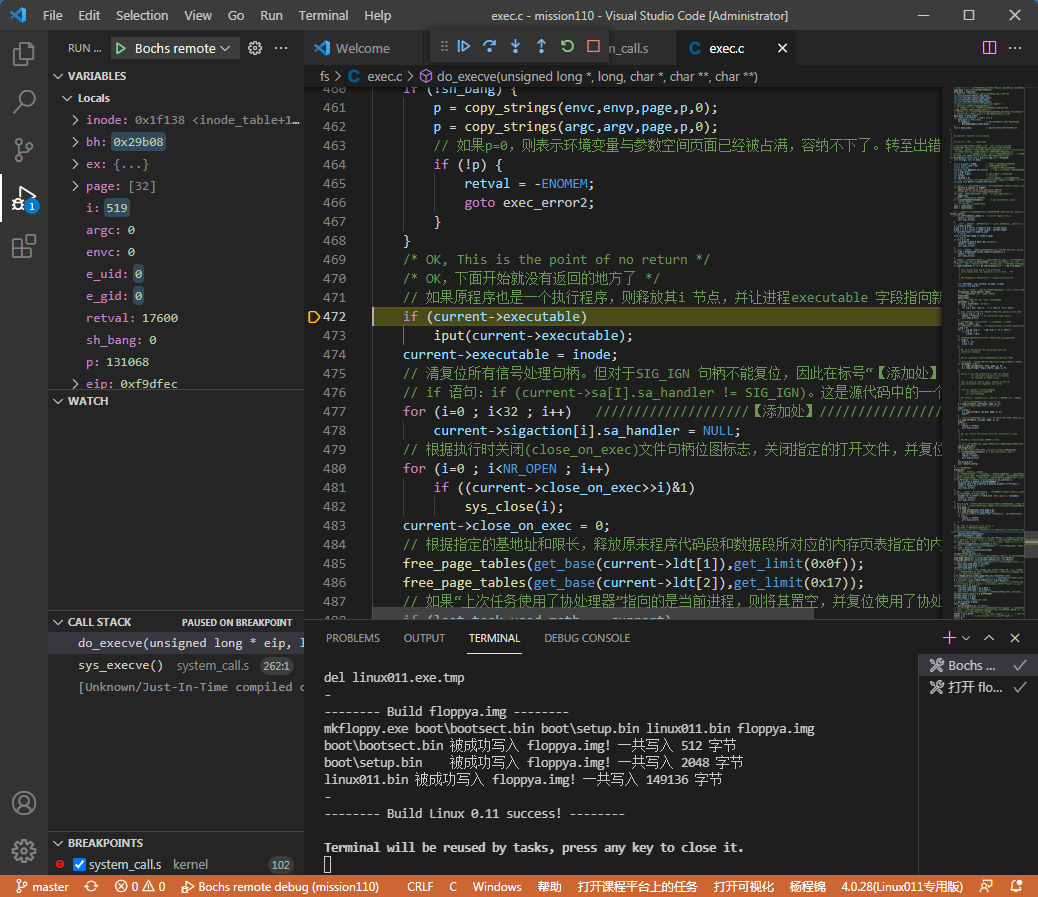 File Edit Selection View Go Run Terminal Help
exec.c - mission110 - Visual Studio Code [Administrator]
RUN ...
Bochs remote
Welcome
m_call.s
exec.c
fs > exec.c > do_execve(unsigned long *, long, char *, char **, char **)
VARIABLES
Locals
inode: 0x1f138 <inode_table+1...
bh: 0x29b08
ex: {...}
page: [32]
i: 519
argc: 0
envc: 0
e_uid: 0
e_gid: 0
retval: 17600
sh_bang: 0
p: 131068
eip: 0xf9dfec
WATCH
CALL STACK PAUSED ON BREAKPOINT
do_execve(unsigned long * eip, l
sys_execve() system_call.s 262:1
[Unknown/Just-In-Time compiled c
BREAKPOINTS
system_call.s kernel 102
460 if (!sh_bang) {
461 p = copy_strings(envc,envp,page,p,0);
462 p = copy_strings(argc,argv,page,p,0);
463 // 如果p=0，则表示环境变量与参数空间页面已经被占满，容纳不下了。转至出错
464 if (!p) {
465 retval = -ENOMEM;
466 goto exec_error2;
467 }
468 }
469 /* OK, This is the point of no return */
470 /* OK，下面开始就没有返回的地方了 */
471 // 如果原程序也是一个执行程序，则释放其i 节点，并让进程executable 字段指向新
472 if (current->executable)
473 iput(current->executable);
474 current->executable = inode;
475 // 清复位所有信号处理句柄。但对于SIG_IGN 句柄不能复位，因此在标号“【添加处】
476 // if 语句：if (current->sa[I].sa_handler != SIG_IGN)。这是源代码中的一个
477 for (i=0 ; i<32 ; i++) ////////////////////【添加处】////////////////
478 current->sigaction[i].sa_handler = NULL;
479 // 根据执行时关闭(close_on_exec)文件句柄位图标志，关闭指定的打开文件，并复位
480 for (i=0 ; i<NR_OPEN ; i++)
481 if ((current->close_on_exec>>i)&1)
482 sys_close(i);
483 current->close_on_exec = 0;
484 // 根据指定的基地址和限长，释放原来程序代码段和数据段所对应的内存页表指定的内
485 free_page_tables(get_base(current->ldt[1]),get_limit(0x0f));
486 free_page_tables(get_base(current->ldt[2]),get_limit(0x17));
487 // 如果“上次任务使用了协处理器”指向的是当前进程，则将其置空，并复位使用了协处
PROBLEMS OUTPUT TERMINAL DEBUG CONSOLE
del linux011.exe.tmp
-
-------- Build floppya.img --------
mkfloppy.exe boot\bootsect.bin boot\setup.bin linux011.bin floppya.img
boot\bootsect.bin 被成功写入 floppya.img! 一共写入 512 字节
boot\setup.bin 被成功写入 floppya.img! 一共写入 2048 字节
linux011.bin 被成功写入 floppya.img! 一共写入 149136 字节
-
-------- Build Linux 0.11 success! --------
Terminal will be reused by tasks, press any key to close it.
Bochs ...
打开 flo...
master 0 0 Bochs remote debug (mission110) CRLF C Windows 帮助 打开课程平台上的任务 打开可视化 杨程锦 4.0.28(Linux011专用版)